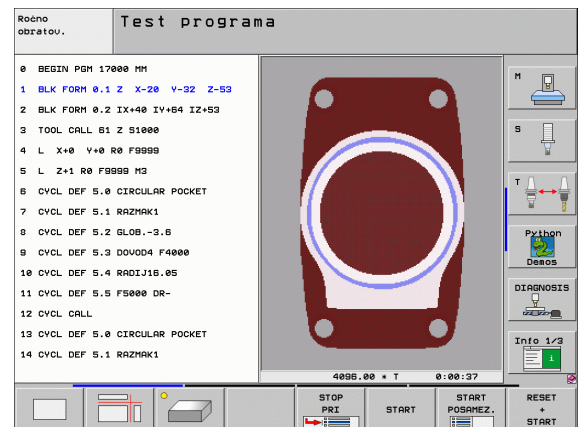 Ročno
obratov.
Test programa
0 BEGIN PGM 17000 MM
1 BLK FORM 0.1 Z X-20 Y-32 Z-53
2 BLK FORM 0.2 IX+40 IY+64 IZ+53
3 TOOL CALL 61 Z S1000
4 L X+0 Y+0 R0 F9999
5 L Z+1 R0 F9999 M3
6 CYCL DEF 5.0 CIRCULAR POCKET
7 CYCL DEF 5.1 RAZMAK1
8 CYCL DEF 5.2 GLOB.-3.6
9 CYCL DEF 5.3 DOVOD4 F4000
10 CYCL DEF 5.4 RADIJ16.05
11 CYCL DEF 5.5 F5000 DR-
12 CYCL CALL
13 CYCL DEF 5.0 CIRCULAR POCKET
14 CYCL DEF 5.1 RAZMAK1
4096.00 * T 0:00:37
M
S
T
Python
Demos
DIAGNOSIS
Info 1/3
i
STOP
PRI
START
START
POSAMEZ.
RESET
+
START